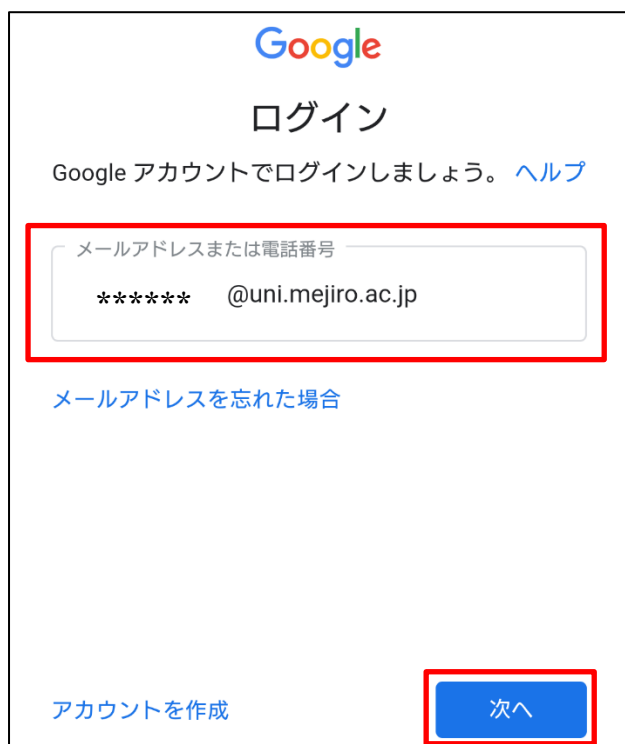 Google
ログイン
Google アカウントでログインしましょう。 ヘルプ
メールアドレスまたは電話番号
****** @uni.mejiro.ac.jp
メールアドレスを忘れた場合
アカウントを作成 次へ